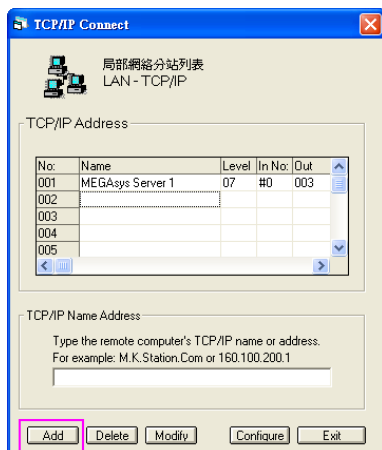 TCP/IP Connect
局部網絡分站列表
LAN - TCP/IP
TCP/IP Address
No: Name Level In No: Out
001 MEGAsys Server 1 07 #0 003
002
003
004
005
TCP/IP Name Address
Type the remote computer's TCP/IP name or address.
For example: M.K.Station.Com or 160.100.200.1
Add Delete Modify Configure Exit